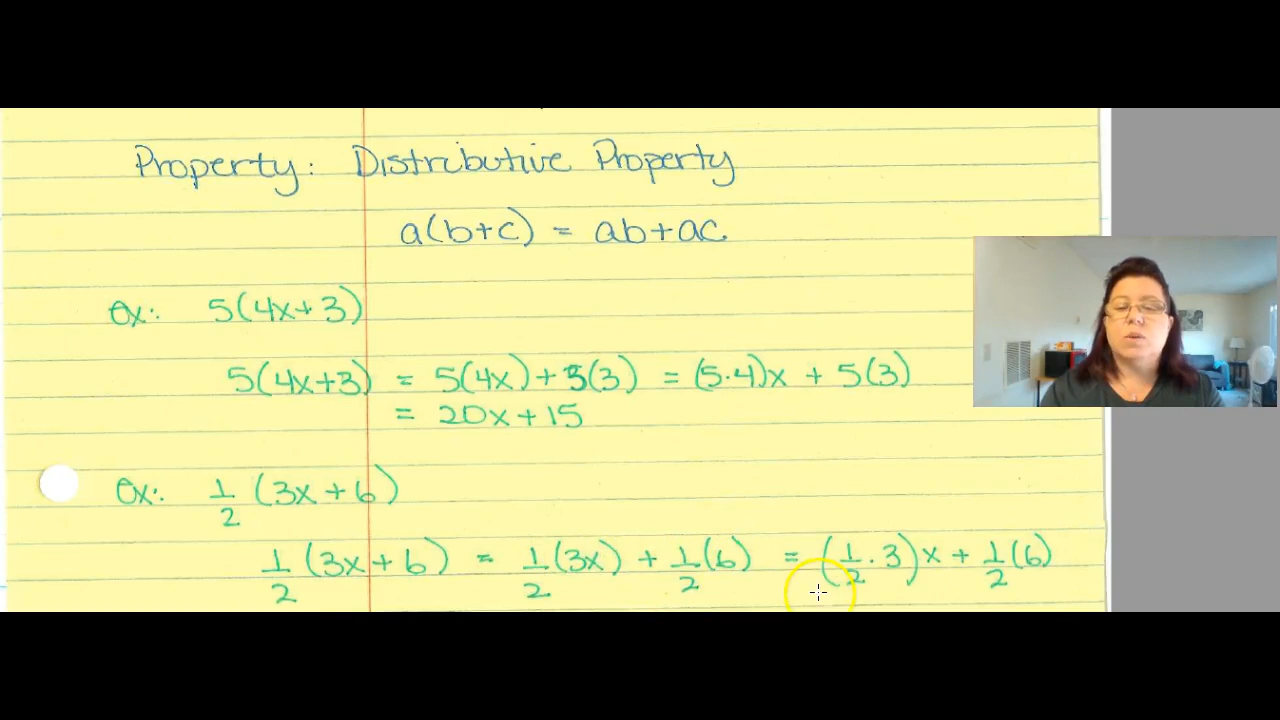 Property: Distributive Property
a(b+c) = ab+ac
Ex: 5(4x+3)
5(4x+3) = 5(4x)+5(3) = (5·4)x + 5(3)
= 20x+15
Ex: 1/2 (3x+6)
1/2 (3x+6) = 1/2 (3x) + 1/2 (6) = (1/2 · 3)x + 1/2 (6)